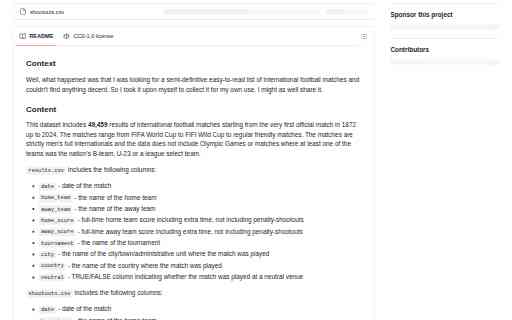 shootouts.csv
Sponsor this project
README
CC0-1.0 license
Contributors
Context
Well, what happened was that I was looking for a semi-definite easy-to-read list of international football matches and
couldn't find anything decent. So I took it upon myself to collect it for my own use. I might as well share it.
Content
This dataset includes 49,459 results of international football matches starting from the very first official match in 1872
up to 2024. The matches range from FIFA World Cup to FIFI Wild Cup to regular friendly matches. The matches are
strictly men's full internationals and the data does not include Olympic Games or matches where at least one of the
teams was the nation's B-team, U-23 or a league select team.
results.csv includes the following columns:
date - date of the match
home_team - the name of the home team
away_team - the name of the away team
home_score - full-time home team score including extra time, not including penalty-shootouts
away_score - full-time away team score including extra time, not including penalty-shootouts
tournament - the name of the tournament
city - the name of the city/town/administrative unit where the match was played
country - the name of the country where the match was played
neutral - TRUE/FALSE column indicating whether the match was played at a neutral venue
shootouts.csv includes the following columns:
date - date of the match